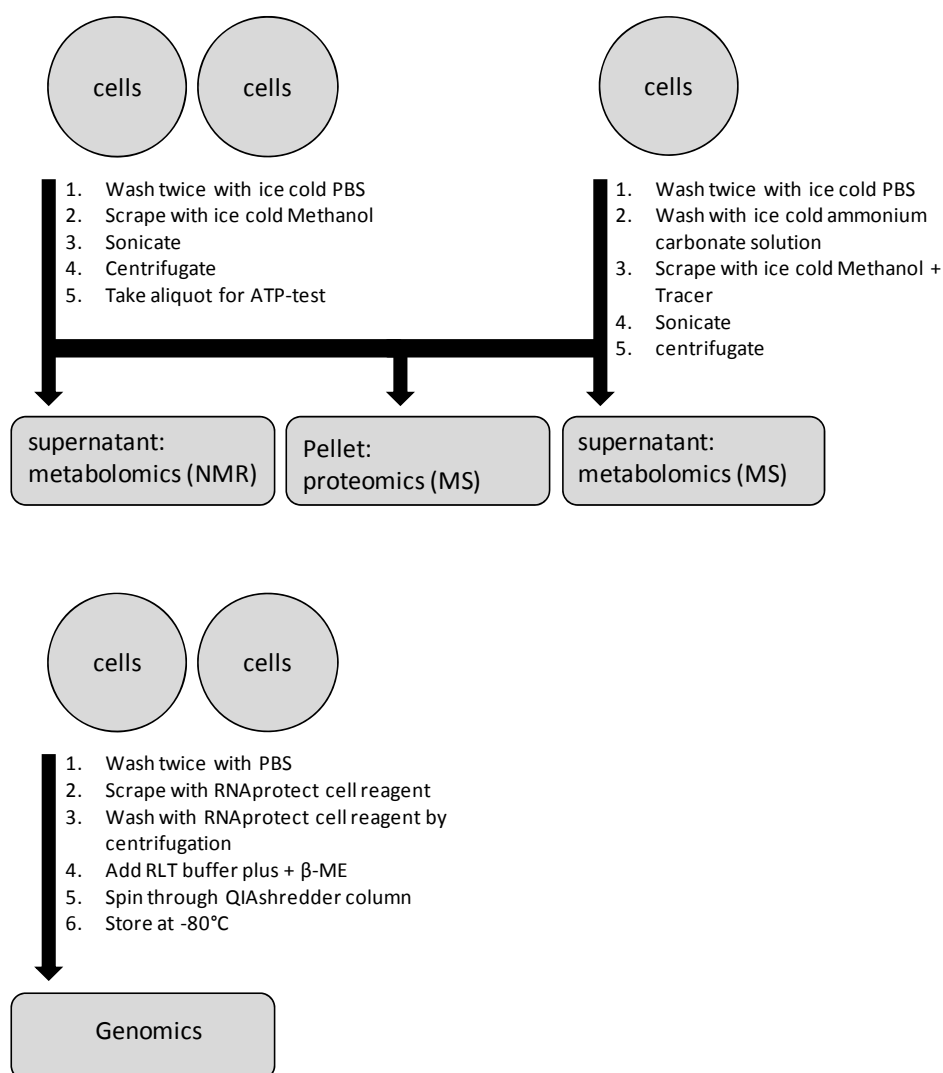 cells
cells
1. Wash twice with ice cold PBS
2. Scrape with ice cold Methanol
3. Sonicate
4. Centrifugate
5. Take aliquot for ATP-test
cells
1. Wash twice with ice cold PBS
2. Wash with ice cold ammonium
carbonate solution
3. Scrape with ice cold Methanol +
Tracer
4. Sonicate
5. centrifugate
supernatant:
metabolomics (NMR)
Pellet:
proteomics (MS)
supernatant:
metabolomics (MS)
cells
cells
1. Wash twice with PBS
2. Scrape with RNAprotect cell reagent
3. Wash with RNAprotect cell reagent by
centrifugation
4. Add RLT buffer plus + β-ME
5. Spin through QIAshredder column
6. Store at -80°C
Genomics